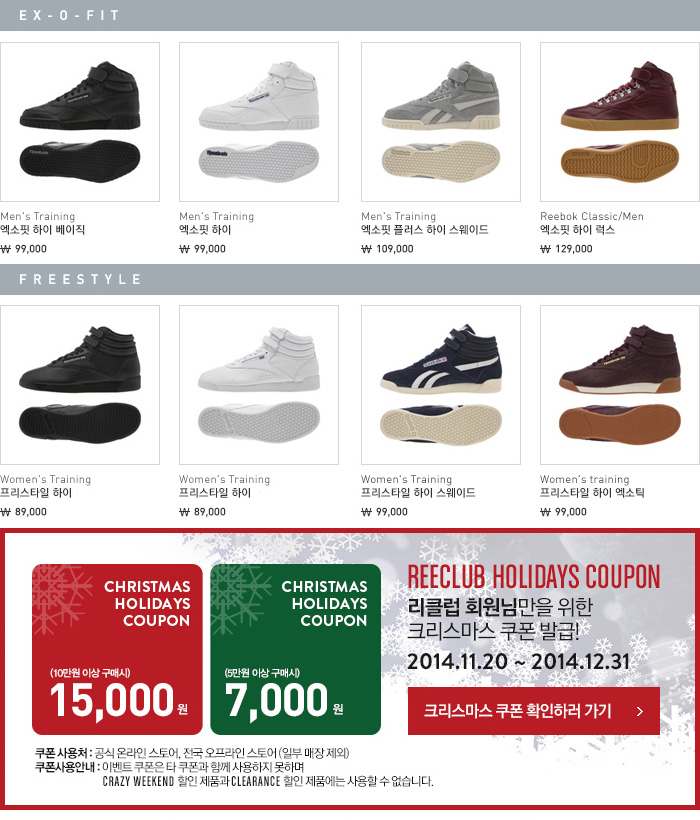 EX-O-FIT
Men's Training
엑소핏 하이 베이직
₩ 99,000
Men's Training
엑소핏 하이
₩ 99,000
Men's Training
엑소핏 플러스 하이 스웨이드
₩ 109,000
Reebok Classic/Men
엑소핏 하이 럭스
₩ 129,000
FREESTYLE
Women's Training
프리스타일 하이
₩ 89,000
Women's Training
프리스타일 하이
₩ 89,000
Women's Training
프리스타일 하이 스웨이드
₩ 99,000
Women's training
프리스타일 하이 엑소틱
₩ 99,000
CHRISTMAS
HOLIDAYS
COUPON
(10만원 이상 구매시)
15,000 원
CHRISTMAS
HOLIDAYS
COUPON
(5만원 이상 구매시)
7,000 원
REECLUB HOLIDAYS COUPON
리클럽 회원님만을 위한
크리스마스 쿠폰 발급!
2014.11.20 ~ 2014.12.31
크리스마스 쿠폰 확인하러 가기 >
쿠폰 사용처 : 공식 온라인 스토어, 전국 오프라인 스토어 (일부 매장 제외)
쿠폰사용안내 : 이벤트 쿠폰은 타 쿠폰과 함께 사용하지 못하며
CRAZY WEEKEND 할인 제품과 CLEARANCE 할인 제품에는 사용할 수 없습니다.